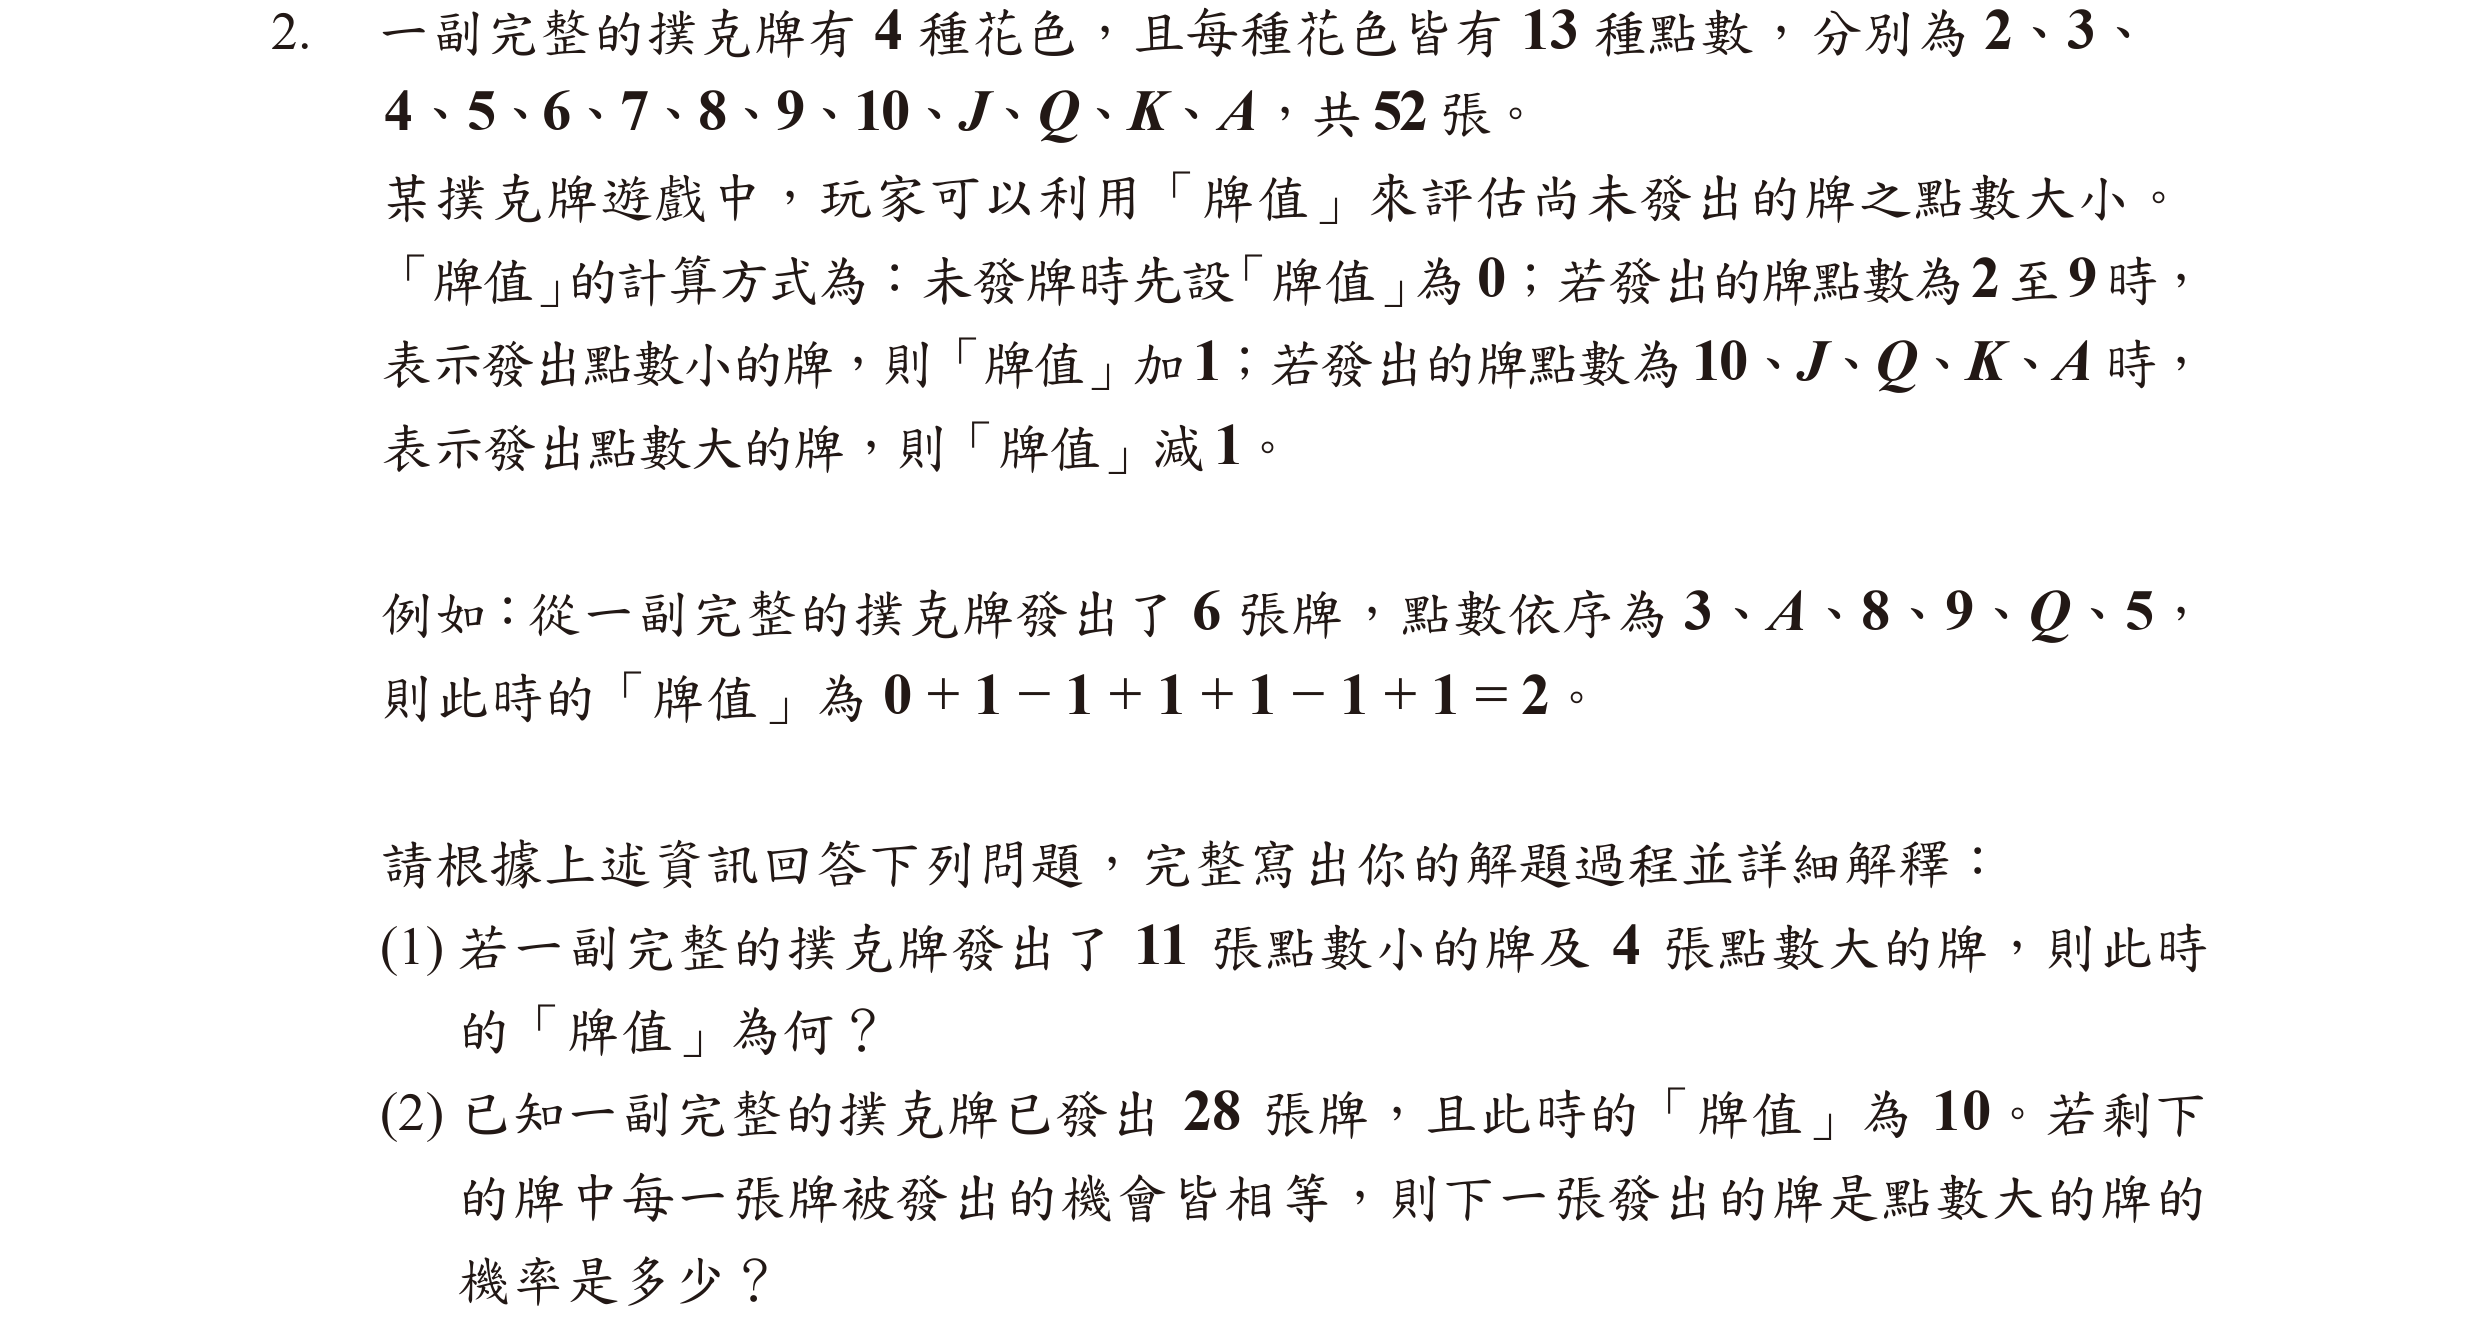 2. 一副完整的撲克牌有 4 種花色，且每種花色皆有 13 種點數，分別為 2、3、
4、5、6、7、8、9、10、J、Q、K、A，共 52 張。
某撲克牌遊戲中，玩家可以利用「牌值」來評估尚未發出的牌之點數大小。
「牌值」的計算方式為：未發牌時先設「牌值」為 0；若發出的牌點數為 2 至 9 時，
表示發出點數小的牌，則「牌值」加 1；若發出的牌點數為 10、J、Q、K、A 時，
表示發出點數大的牌，則「牌值」減 1。
例如：從一副完整的撲克牌發出了 6 張牌，點數依序為 3、A、8、9、Q、5，
則此時的「牌值」為 0 + 1 − 1 + 1 + 1 − 1 + 1 = 2。
請根據上述資訊回答下列問題，完整寫出你的解題過程並詳細解釋：
(1) 若一副完整的撲克牌發出了 11 張點數小的牌及 4 張點數大的牌，則此時
的「牌值」為何？
(2) 已知一副完整的撲克牌已發出 28 張牌，且此時的「牌值」為 10。若剩下
的牌中每一張牌被發出的機會皆相等，則下一張發出的牌是點數大的牌的
機率是多少？